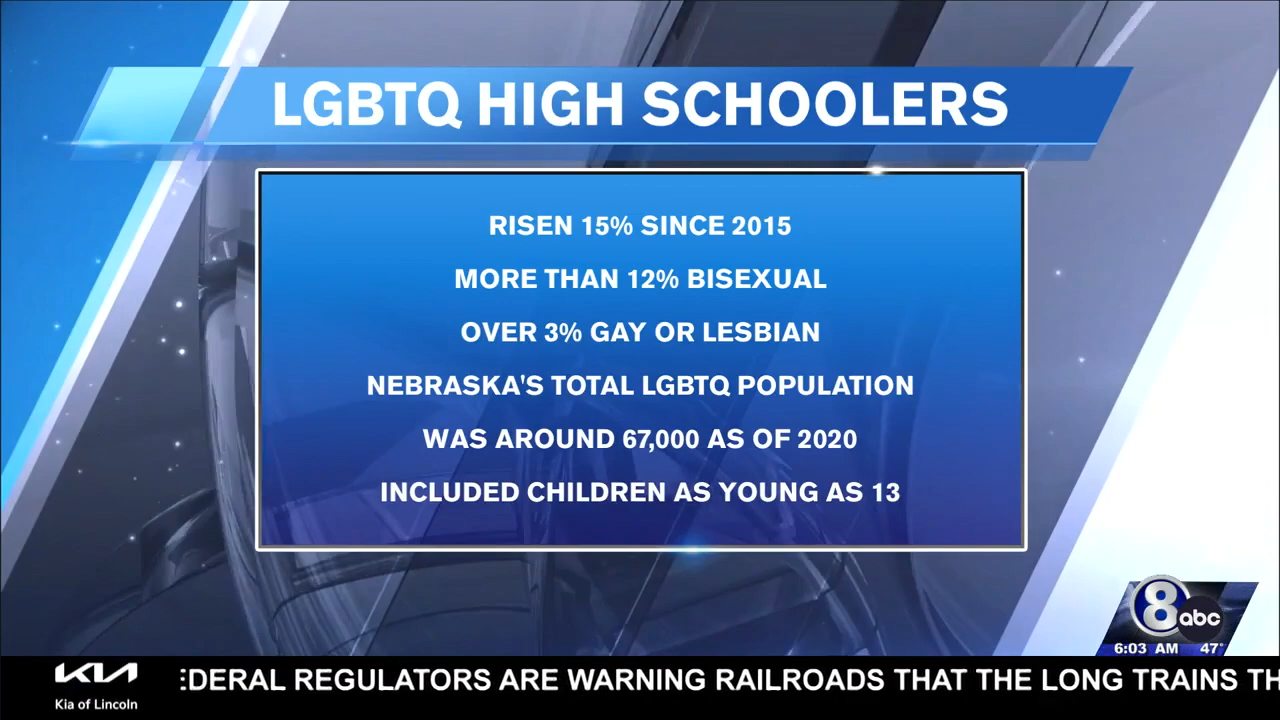 LGBTQ HIGH SCHOOLERS
RISEN 15% SINCE 2015
MORE THAN 12% BISEXUAL
OVER 3% GAY OR LESBIAN
NEBRASKA'S TOTAL LGBTQ POPULATION
WAS AROUND 67,000 AS OF 2020
INCLUDED CHILDREN AS YOUNG AS 13
8 abc
6:03 AM 47°
KIA
Kia of Lincoln
EDERAL REGULATORS ARE WARNING RAILROADS THAT THE LONG TRAINS TH